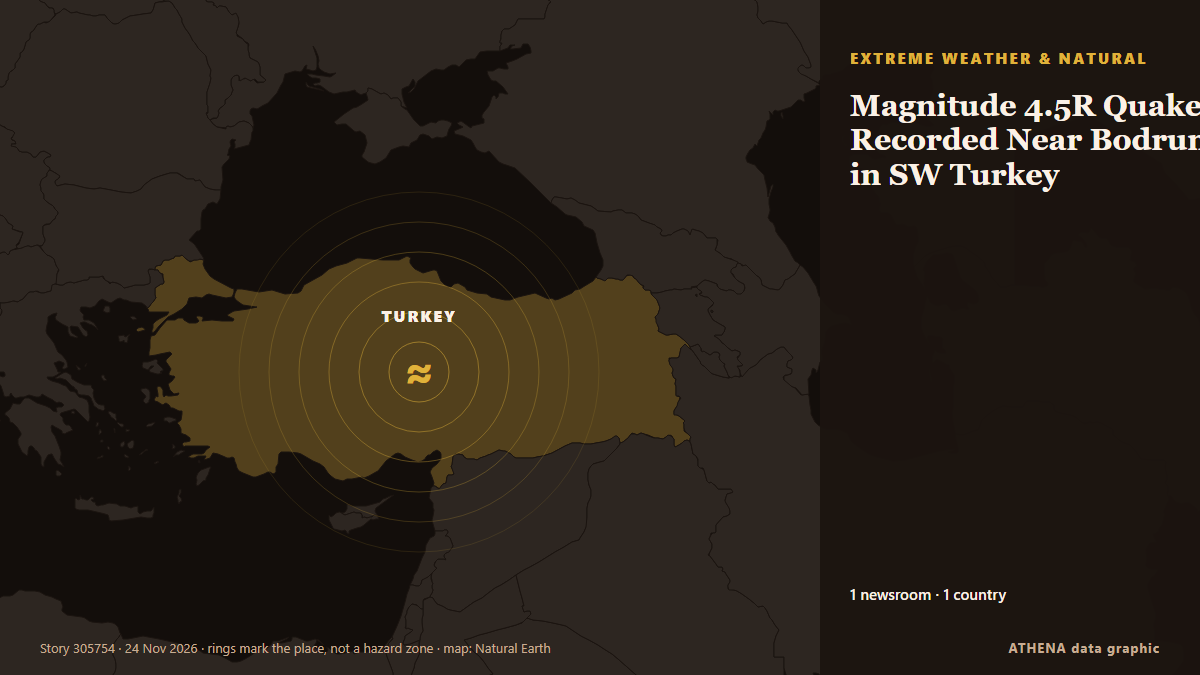 EXTREME WEATHER & NATURAL
Magnitude 4.5R Quake
Recorded Near Bodrum
in SW Turkey
TURKEY
1 newsroom · 1 country
Story 305754 · 24 Nov 2026 · rings mark the place, not a hazard zone · map: Natural Earth
ATHENA data graphic